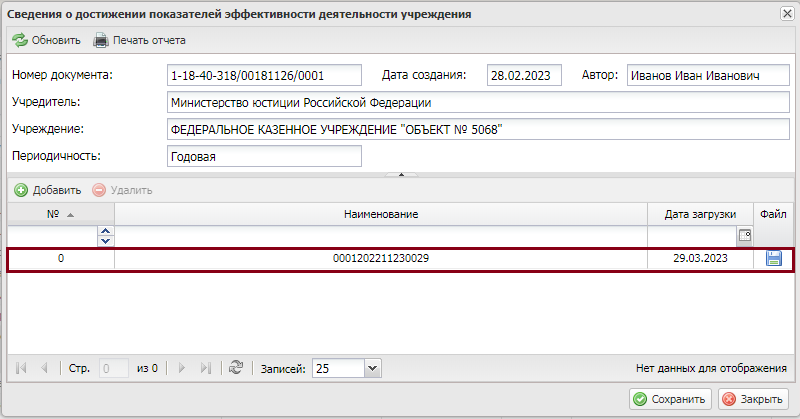 Сведения о достижении показателей эффективности деятельности учреждения
Обновить Печать отчета
Номер документа: 1-18-40-318/00181126/0001 Дата создания: 28.02.2023 Автор: Иванов Иван Иванович
Учредитель: Министерство юстиции Российской Федерации
Учреждение: ФЕДЕРАЛЬНОЕ КАЗЕННОЕ УЧРЕЖДЕНИЕ "ОБЪЕКТ № 5068"
Периодичность: Годовая
Добавить Удалить
№ Наименование Дата загрузки Файл
0 0001202211230029 29.03.2023
Стр. 0 из 0 Записей: 25 Нет данных для отображения
Сохранить Закрыть